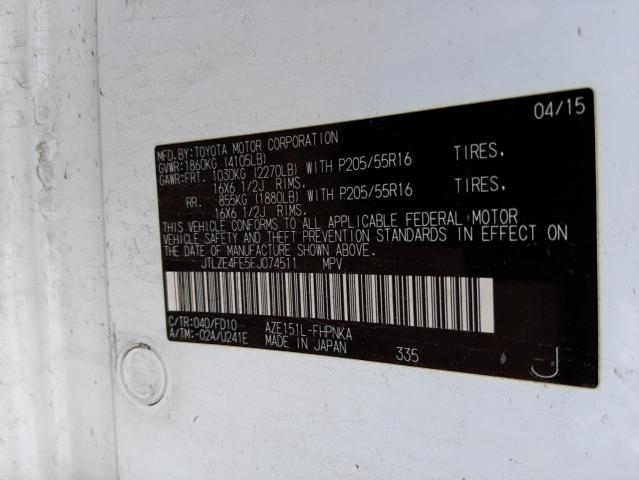 04/15
MFD.BY:TOYOTA MOTOR CORPORATION
GVWR:1860KG (4105LB)
GAWR:FRT. 1030KG (2270LB) WITH P205/55R16 TIRES,
16X6 1/2J RIMS.
RR. 855KG (1880LB) WITH P205/55R16 TIRES,
16X6 1/2J RIMS.
THIS VEHICLE CONFORMS TO ALL APPLICABLE FEDERAL MOTOR
VEHICLE SAFETY AND THEFT PREVENTION STANDARDS IN EFFECT
ON THE DATE OF MANUFACTURE SHOWN ABOVE.
JTLZE4FE5FJ074511 MPV
C/TR:040/FD10 AZE151L-FHPNKA
A/TM:-02A/U241E MADE IN JAPAN 335 J